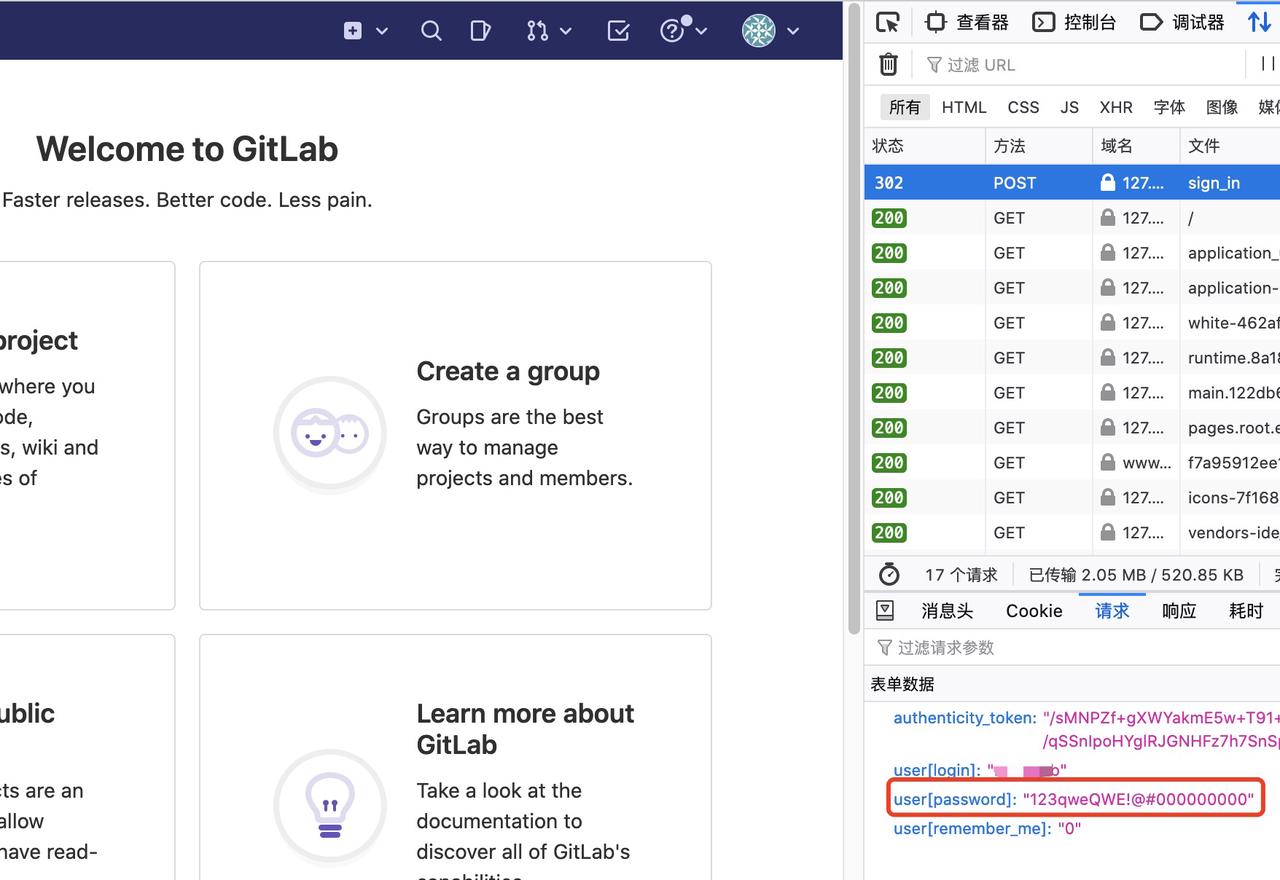 Welcome to GitLab
Faster releases. Better code. Less pain.
project
where you
ode,
s, wiki and
es of
Create a group
Groups are the best
way to manage
projects and members.
ublic
cts are an
allow
have read-
Learn more about
GitLab
Take a look at the
documentation to
discover all of GitLab's
capabilities.
查看器 控制台 调试器
过滤 URL
所有 HTML CSS JS XHR 字体 图像 媒体
状态 方法 域名 文件
302 POST 127.... sign_in
200 GET 127.... /
200 GET 127.... application_
200 GET 127.... application-
200 GET 127.... white-462af
200 GET 127.... runtime.8a18
200 GET 127.... main.122db6
200 GET 127.... pages.root.e
200 GET www... f7a95912ee
200 GET 127.... icons-7f168
200 GET 127.... vendors-ide
17 个请求 已传输 2.05 MB / 520.85 KB
消息头 Cookie 请求 响应 耗时
过滤请求参数
表单数据
authenticity_token: "/sMNPZf+gXWYakmE5w+T91+
/qSSnIpoHYglRJGNHFz7h7SnSp
user[login]: "b"
user[password]: "123qweQWE!@#000000000"
user[remember_me]: "0"